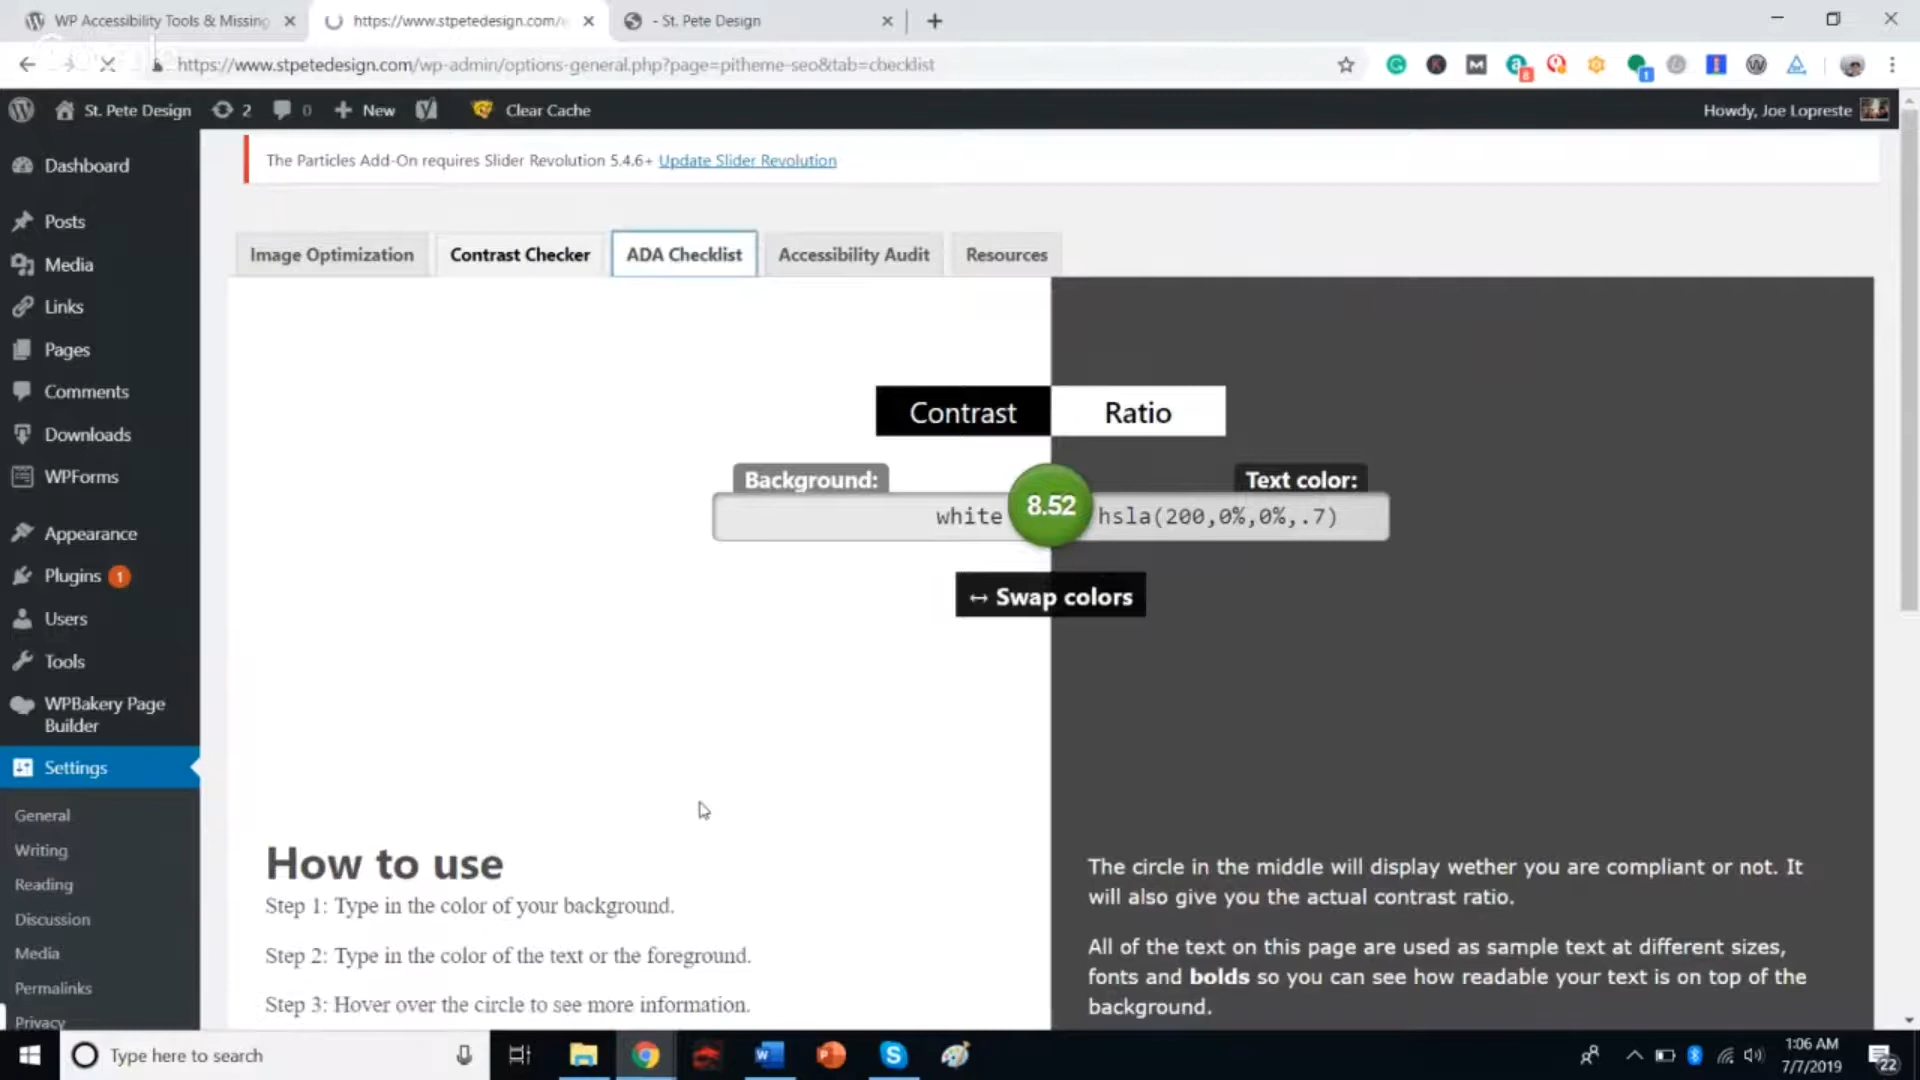 WP Accessibility Tools & Missing
https://www.stpetedesign.com/
- St. Pete Design
https://www.stpetedesign.com/wp-admin/options-general.php?page=pitheme-seo&tab=checklist
St. Pete Design
2
0
New
Clear Cache
Howdy, Joe Lopreste
Dashboard
Posts
Media
Links
Pages
Comments
Downloads
WPForms
Appearance
Plugins 1
Users
Tools
WPBakery Page
Builder
Settings
General
Writing
Reading
Discussion
Media
Permalinks
Privacy
The Particles Add-On requires Slider Revolution 5.4.6+ Update Slider Revolution
Image Optimization
Contrast Checker
ADA Checklist
Accessibility Audit
Resources
Contrast Ratio
Background:
Text color:
white
8.52
hsla(200,0%,0%,.7)
↔ Swap colors
How to use
Step 1: Type in the color of your background.
Step 2: Type in the color of the text or the foreground.
Step 3: Hover over the circle to see more information.
The circle in the middle will display wether you are compliant or not. It
will also give you the actual contrast ratio.
All of the text on this page are used as sample text at different sizes,
fonts and bolds so you can see how readable your text is on top of the
background.
Type here to search
1:06 AM
7/7/2019
22